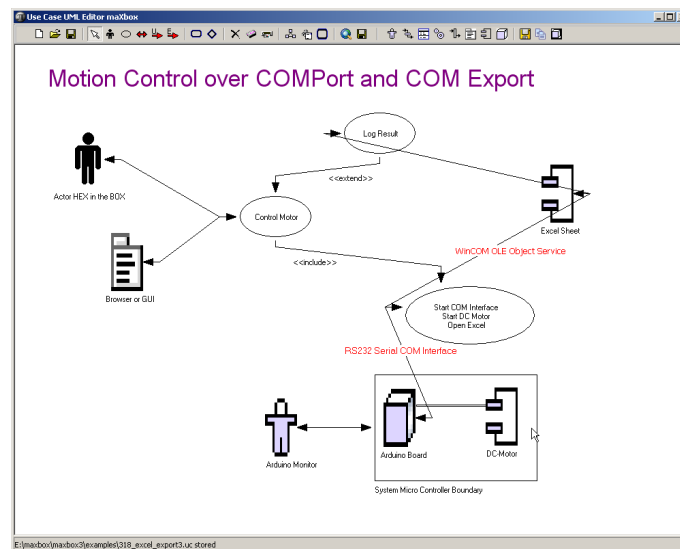 Use Case UML Editor maXbox
Motion Control over COMPort and COM Export
Log Result
<<extend>>
Actor HEX in the BOX
Control Motor
Excel Sheet
WinCOM OLE Object Service
<<include>>
Browser or GUI
Start COM Interface
Start DC Motor
Open Excel
RS232 Serial COM Interface
Arduino Monitor
Arduino Board
DC-Motor
System Micro Controller Boundary
E:\maxbox\maxbox3\examples\318_excel_export3.uc stored